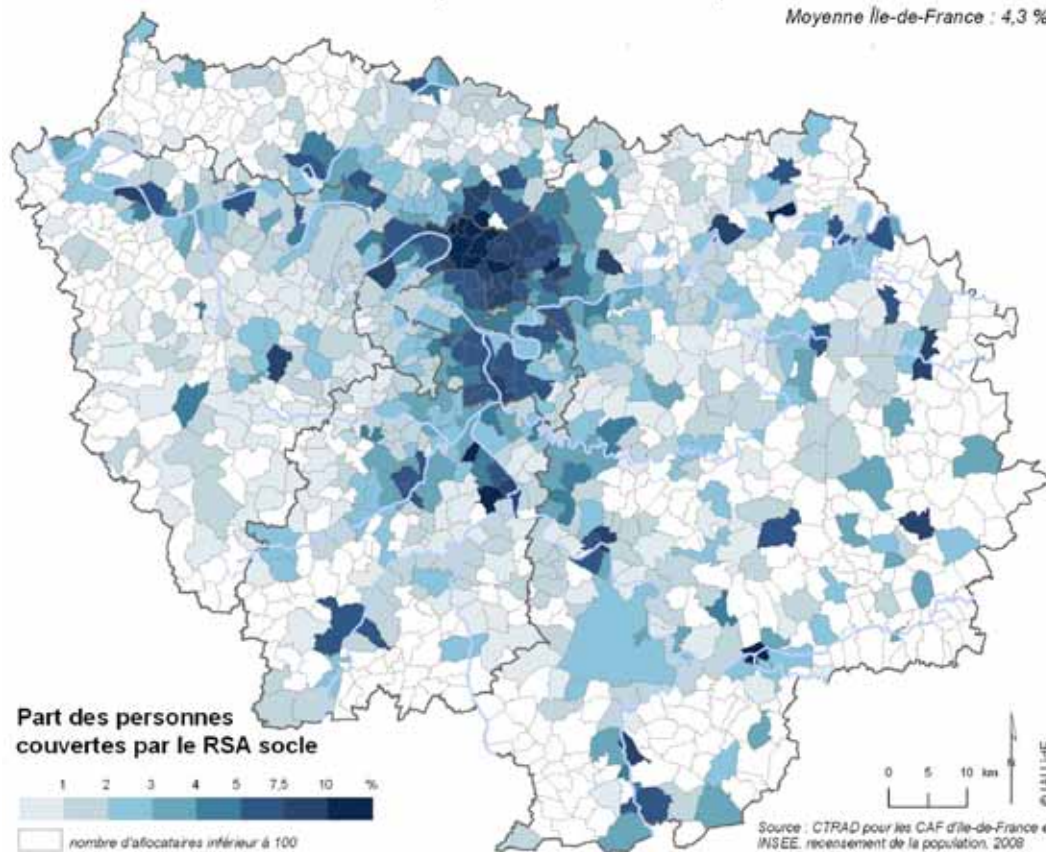 Moyenne Île-de-France : 4,3 %
Part des personnes
couvertes par le RSA socle
1 2 3 4 5 7,5 10 %
nombre d'allocataires inférieur à 100
0 5 10 km
N
© IAU IdF
Source : CTRAD pour les CAF d'île-de-France e
INSEE, recensement de la population, 2008